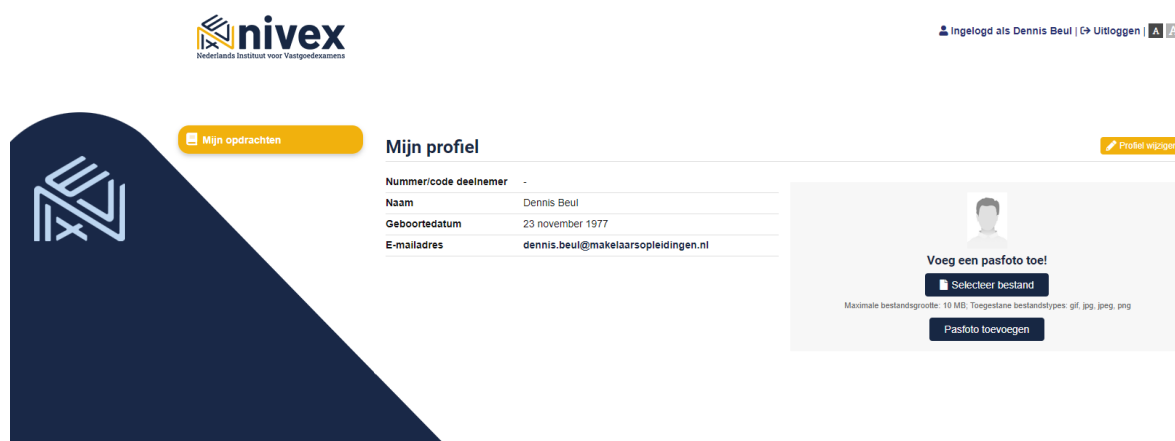 nivex
Nederlands Instituut voor Vastgoedexamens
Ingelogd als Dennis Beul | Uitloggen | A A
Mijn opdrachten
Mijn profiel
Profiel wijzigen
Nummer/code deelnemer -
Naam Dennis Beul
Geboortedatum 23 november 1977
E-mailadres dennis.beul@makelaarsopleidingen.nl
Voeg een pasfoto toe!
Selecteer bestand
Maximale bestandsgrootte: 10 MB; Toegestane bestandstypes: gif, jpg, jpeg, png
Pasfoto toevoegen